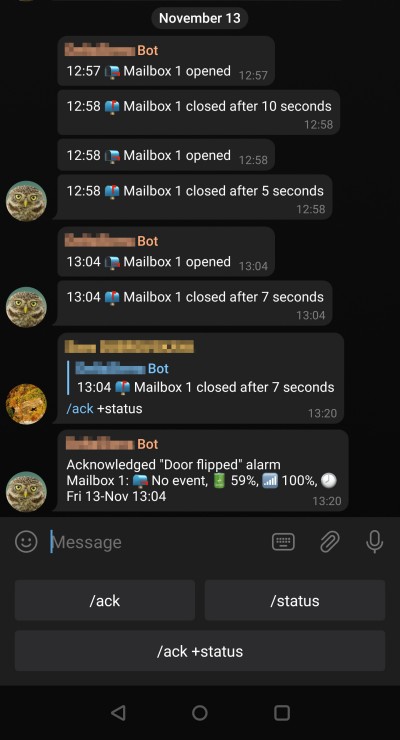 November 13
Bot
12:57 📭 Mailbox 1 opened 12:57
12:58 📫 Mailbox 1 closed after 10 seconds
12:58
12:58 📭 Mailbox 1 opened 12:58
12:58 📫 Mailbox 1 closed after 5 seconds
12:58
Bot
13:04 📭 Mailbox 1 opened 13:04
13:04 📫 Mailbox 1 closed after 7 seconds
13:04
Bot
13:04 📫 Mailbox 1 closed after 7 seconds
/ack +status
13:20
Bot
Acknowledged "Door flipped" alarm
Mailbox 1: 📭 No event, 🔋 59%, 📶 100%, 🕐
Fri 13-Nov 13:04
13:20
Message
/ack
/status
/ack +status